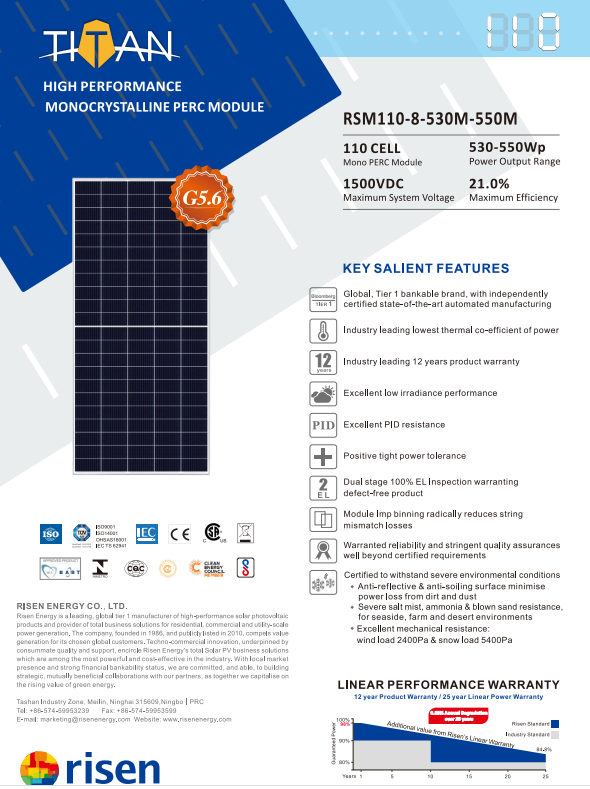 TITAN
HIGH PERFORMANCE
MONOCRYSTALLINE PERC MODULE
110
RSM110-8-530M-550M
110 CELL
Mono PERC Module
530-550Wp
Power Output Range
1500VDC
Maximum System Voltage
21.0%
Maximum Efficiency
G5.6
KEY SALIENT FEATURES
Bloomberg
TIER 1
Global, Tier 1 bankable brand, with independently
certified state-of-the-art automated manufacturing
Industry leading lowest thermal co-efficient of power
12
years
Industry leading 12 years product warranty
Excellent low irradiance performance
PID
Excellent PID resistance
Positive tight power tolerance
2
EL
Dual stage 100% EL Inspection warranting
defect-free product
Module Imp binning radically reduces string
mismatch losses
Warranted reliability and stringent quality assurances
well beyond certified requirements
Certified to withstand severe environmental conditions
Anti-reflective & anti-soiling surface minimise
power loss from dirt and dust
Severe salt mist, ammonia & blown sand resistance,
for seaside, farm and desert environments
Excellent mechanical resistance:
wind load 2400Pa & snow load 5400Pa
ISO
ISO9001
ISO14001
OHSAS18001
IEC TS 62941
IEC
CE
C
US
CQC
CLEAN
ENERGY
COUNCIL
MEMBER
RISEN ENERGY CO., LTD.
Risen Energy is a leading, global tier 1 manufacturer of high-performance solar photovoltaic
products and provider of total business solutions for residential, commercial and utility-scale
power generation. The company, founded in 1986, and publicly listed in 2010, compels value
generation for its chosen global customers. Techno-commercial innovation, underpinned by
consummate quality and support, encircle Risen Energy's total Solar PV business solutions
which are among the most powerful and cost-effective in the industry. With local market
presence and strong financial bankability status, we are committed, and able, to building
strategic, mutually beneficial collaborations with our partners, as together we capitalise on
the rising value of green energy.
Tashan Industry Zone, Meilin, Ninghai 315609, Ningbo | PRC
Tel: +86-574-59953239 Fax: +86-574-59953599
E-mail: marketing@risenenergy.com Website: www.risenenergy.com
risen
LINEAR PERFORMANCE WARRANTY
12 year Product Warranty / 25 year Linear Power Warranty
Guaranteed Power
100%
98%
90%
80%
over 25 years
Additional value from Risen's Linear Warranty
84.8%
Risen Standard
Industry Standard
Years 1 5 10 15 20 25